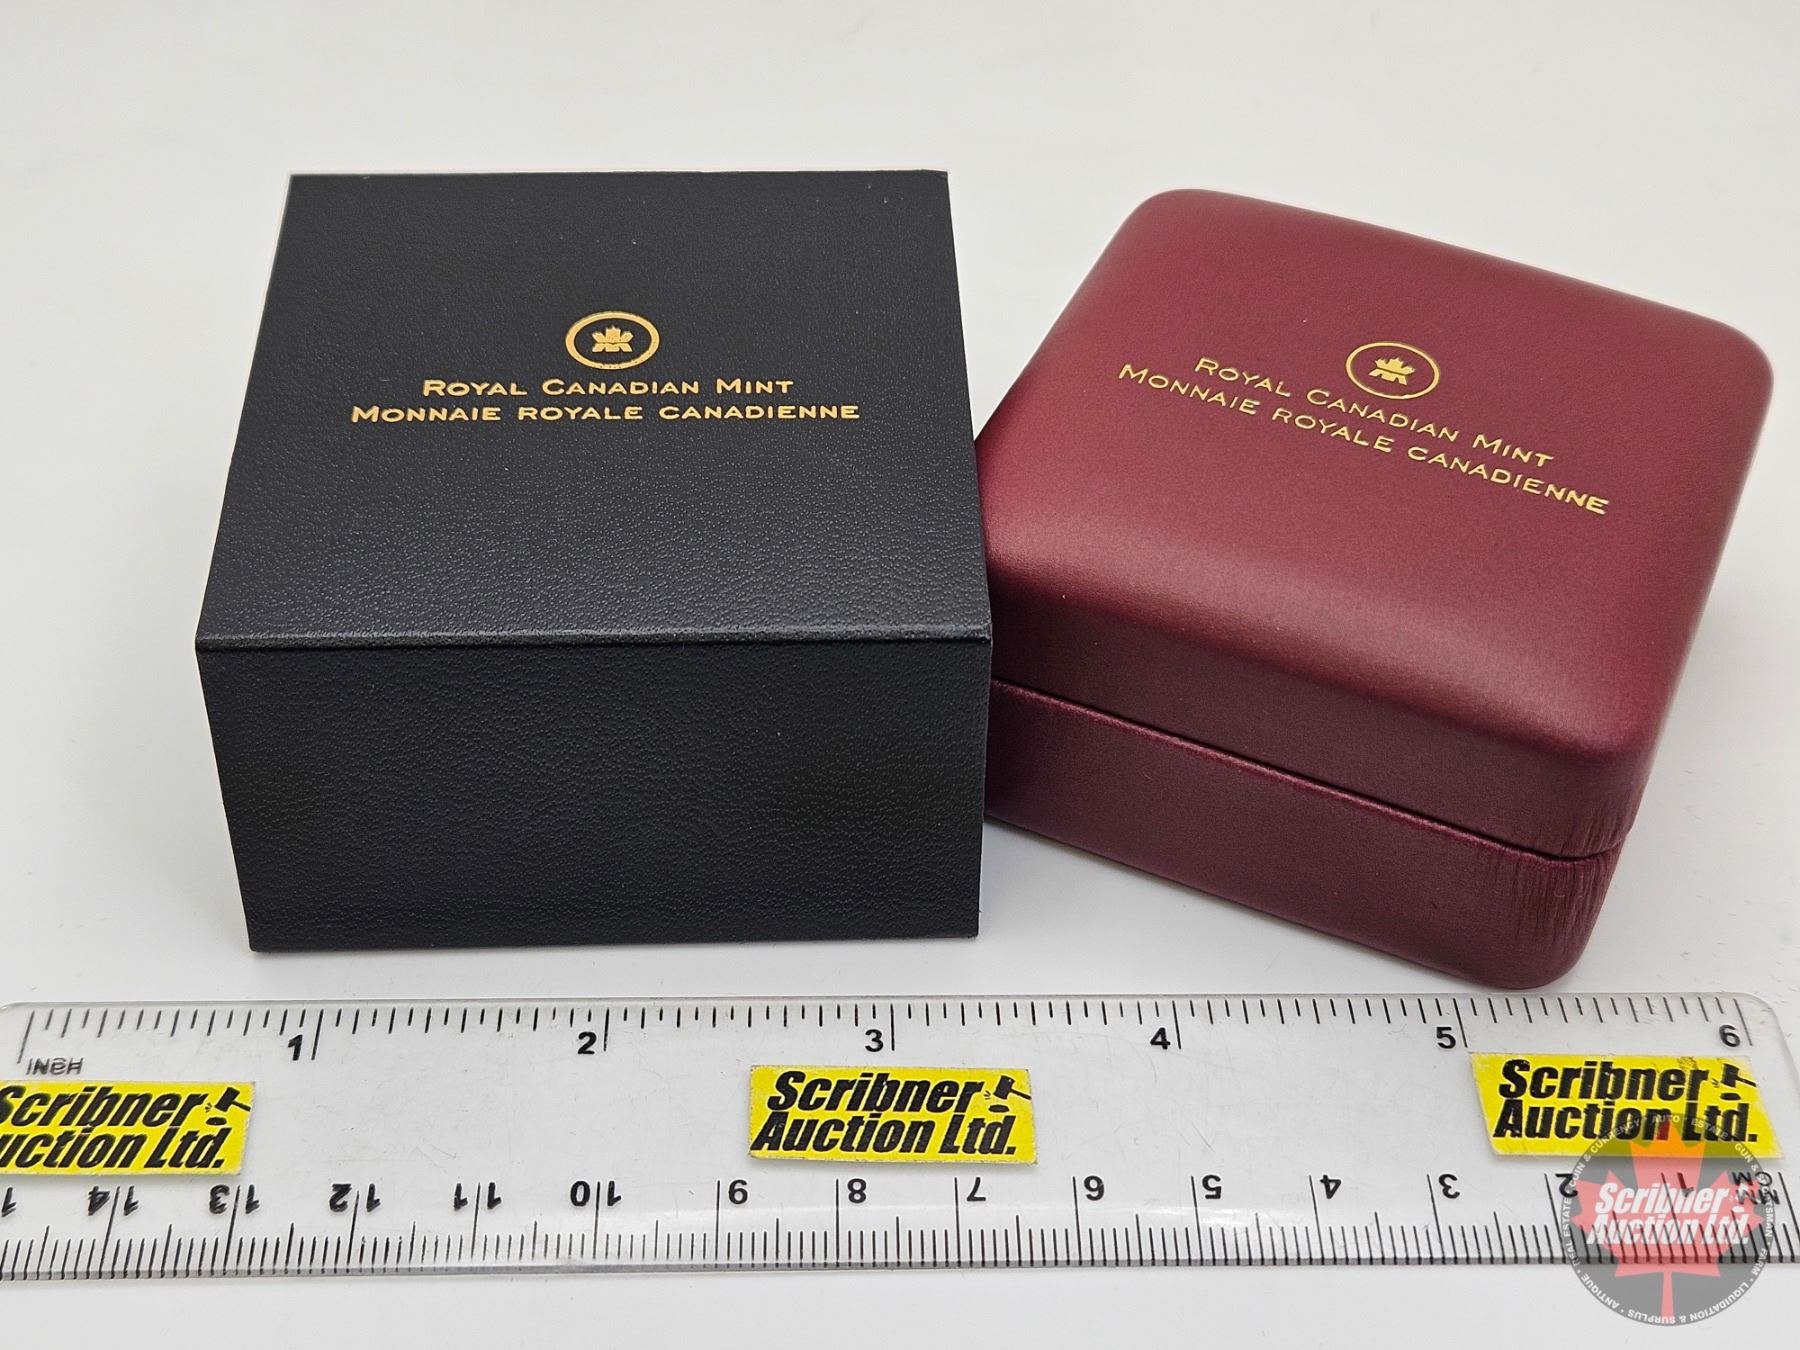 Royal Canadian Mint
Monnaie royale canadienne
Royal Canadian Mint
Monnaie royale canadienne
1 2 3 4 5 6
INCH
Scribner
Auction Ltd.
Scribner
Auction Ltd.
Scribner
Auction Ltd.
14 13 12 11 10 9 8 7 6 5 4 3 2 1
MM
CM
Scribner
Auction Ltd.